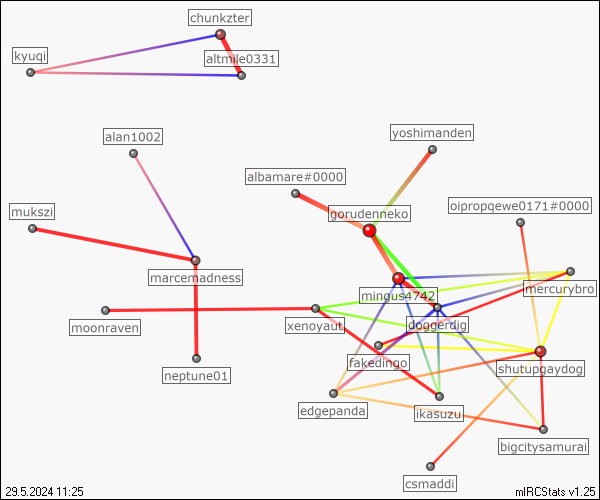 chunkzter
kyuqi
altmile0331
alan1002
yoshimanden
albamare#0000
gorudenneko
oipropqewe0171#0000
mukszi
marcemadness
mingus4742
mercurybro
moonraven
xenoyaut
doggerdig
fakedingo
neptune01
shutupgaydog
edgepanda
ikasuzu
bigcitysamurai
csmaddi
29.5.2024 11:25
mIRCStats v1.25